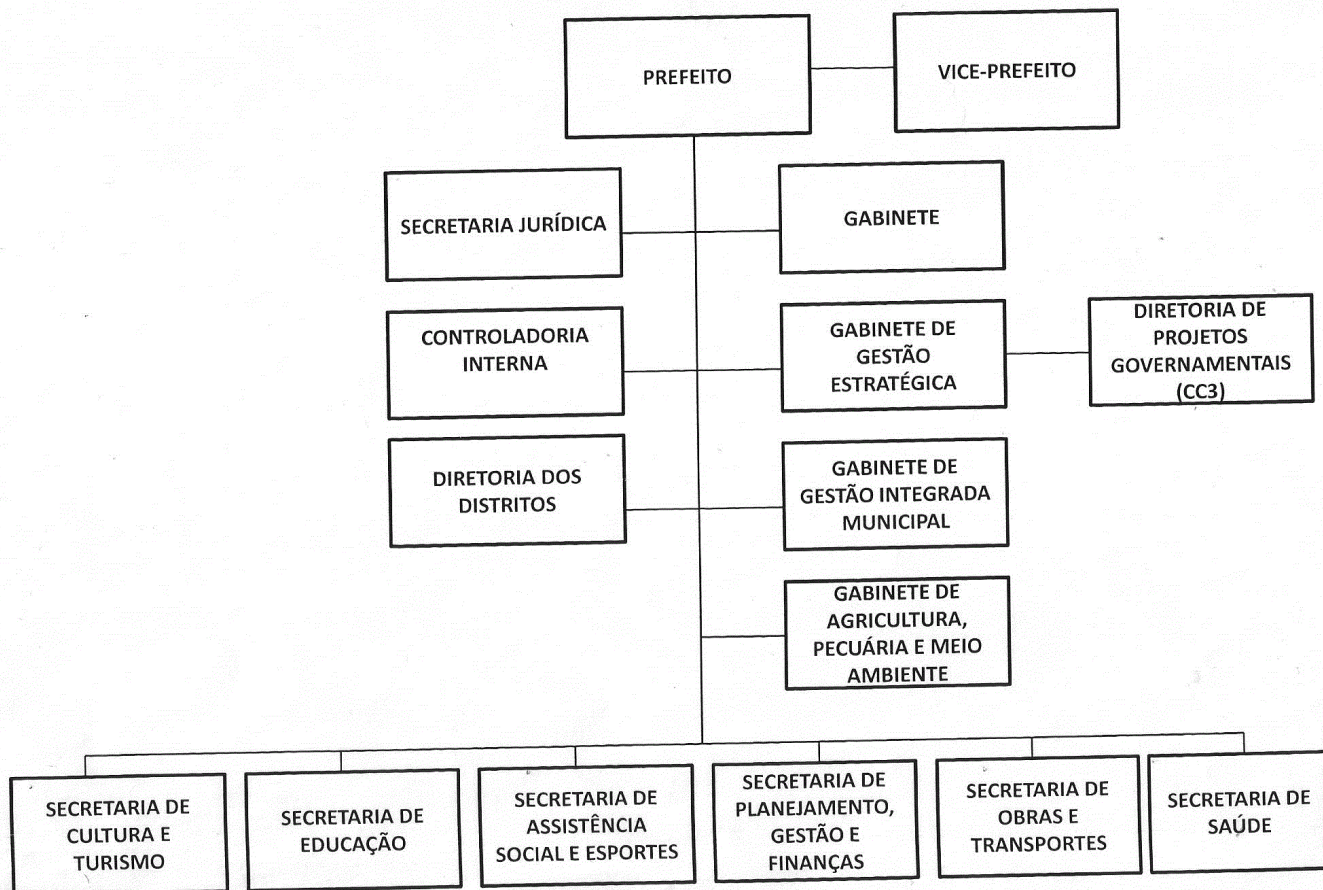 PREFEITO
VICE-PREFEITO
SECRETARIA JURÍDICA
GABINETE
CONTROLADORIA
INTERNA
GABINETE DE
GESTÃO
ESTRATÉGICA
DIRETORIA DE
PROJETOS
GOVERNAMENTAIS
(CC3)
DIRETORIA DOS
DISTRITOS
GABINETE DE
GESTÃO INTEGRADA
MUNICIPAL
GABINETE DE
AGRICULTURA,
PECUÁRIA E MEIO
AMBIENTE
SECRETARIA DE
CULTURA E
TURISMO
SECRETARIA DE
EDUCAÇÃO
SECRETARIA DE
ASSISTÊNCIA
SOCIAL E ESPORTES
SECRETARIA DE
PLANEJAMENTO,
GESTÃO E
FINANÇAS
SECRETARIA DE
OBRAS E
TRANSPORTES
SECRETARIA DE
SAÚDE